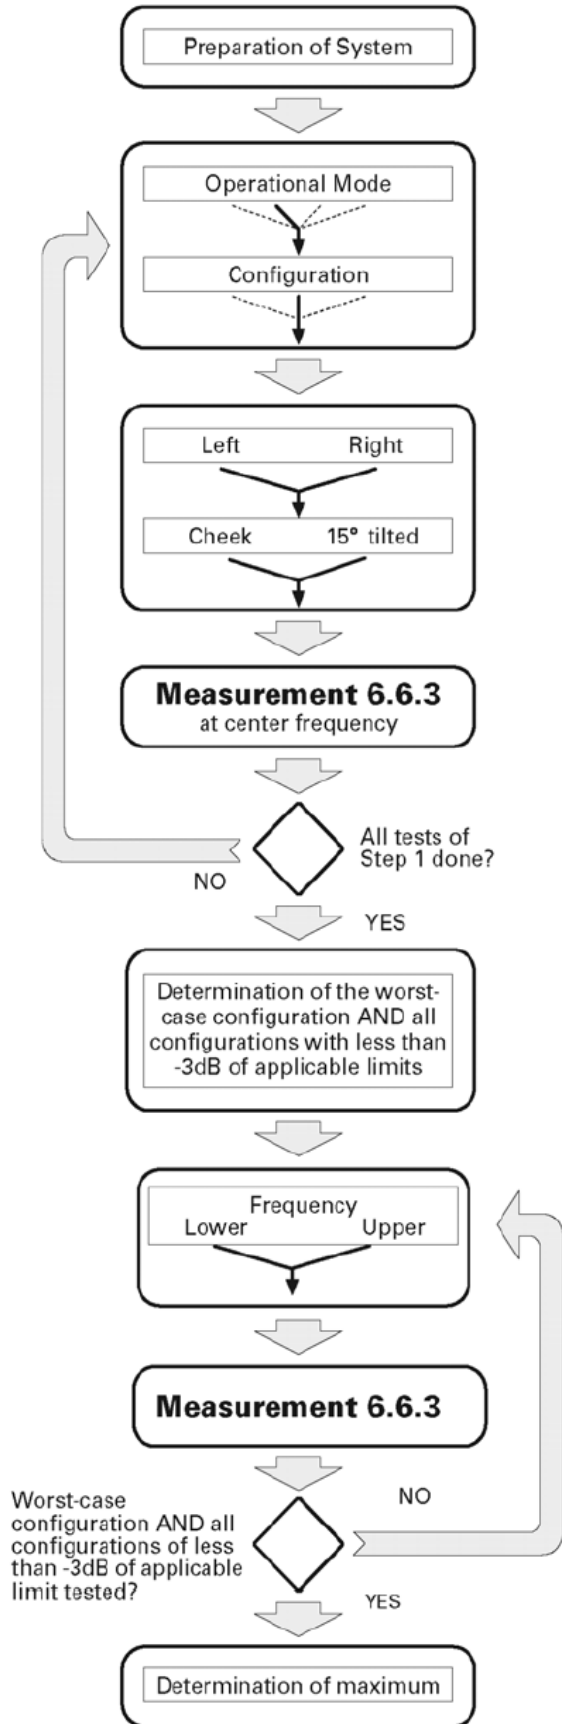 Preparation of System
Operational Mode
Configuration
Left Right
Cheek 15° tilted
Measurement 6.6.3
at center frequency
All tests of
Step 1 done?
NO
YES
Determination of the worst-
case configuration AND all
configurations with less than
-3dB of applicable limits
Frequency
Lower Upper
Measurement 6.6.3
Worst-case
configuration AND all
configurations of less
than -3dB of applicable
limit tested?
NO
YES
Determination of maximum